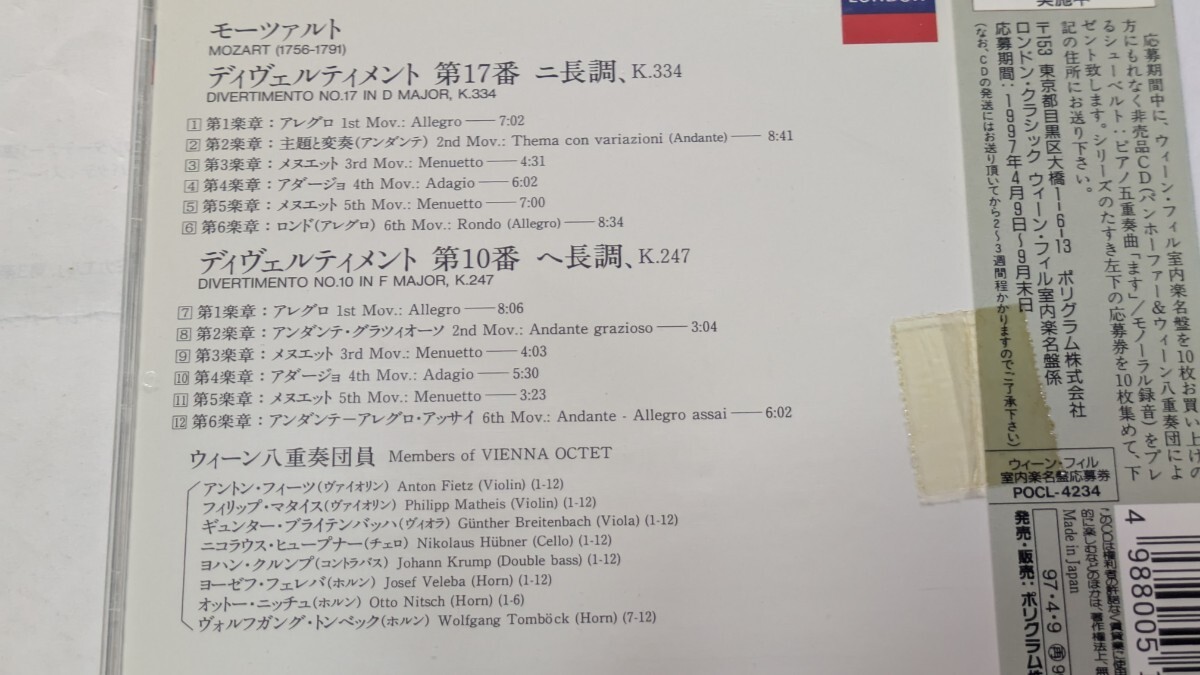 モーツァルト
MOZART (1756-1791)
ディヴェルティメント 第17番 ニ長調、K.334
DIVERTIMENTO NO.17 IN D MAJOR, K.334
1 第1楽章：アレグロ 1st Mov.: Allegro――7:02
2 第2楽章：主題と変奏(アンダンテ) 2nd Mov.: Thema con variazioni (Andante)――8:41
3 第3楽章：メヌエット 3rd Mov.: Menuetto――4:31
4 第4楽章：アダージョ 4th Mov.: Adagio――6:02
5 第5楽章：メヌエット 5th Mov.: Menuetto――7:00
6 第6楽章：ロンド(アレグロ) 6th Mov.: Rondo (Allegro)――8:34
ディヴェルティメント 第10番 ヘ長調、K.247
DIVERTIMENTO NO.10 IN F MAJOR, K.247
7 第1楽章：アレグロ 1st Mov.: Allegro――8:06
8 第2楽章：アンダンテ・グラツィオーソ 2nd Mov.: Andante grazioso――3:04
9 第3楽章：メヌエット 3rd Mov.: Menuetto――4:03
10 第4楽章：アダージョ 4th Mov.: Adagio――5:30
11 第5楽章：メヌエット 5th Mov.: Menuetto――3:23
12 第6楽章：アンダンテ－アレグロ・アッサイ 6th Mov.: Andante - Allegro assai――6:02
ウィーン八重奏団員 Members of VIENNA OCTET
アントン・フィーツ(ヴァイオリン) Anton Fietz (Violin) (1-12)
フィリップ・マタイス(ヴァイオリン) Philipp Matheis (Violin) (1-12)
ギュンター・ブライテンバッハ(ヴィオラ) Günther Breitenbach (Viola) (1-12)
ニコラウス・ヒューブナー(チェロ) Nikolaus Hübner (Cello) (1-12)
ヨハン・クルンプ(コントラバス) Johann Krump (Double bass) (1-12)
ヨーゼフ・フェレバ(ホルン) Josef Veleba (Horn) (1-12)
オットー・ニッチュ(ホルン) Otto Nitsch (Horn) (1-6)
ヴォルフガング・トンベック(ホルン) Wolfgang Tomböck (Horn) (7-12)
LONDON
実施中
応募期間中に、ウィーン・フィル室内楽名盤を10枚お買い上げの
方にもれなく非売品CD(パンホーファー&ウィーン八重奏団によ
るシューベルト：ピアノ五重奏曲「ます」/モノーラル録音)をプレ
ゼント致します。シリーズのたすき左下の応募券を10枚集めて、下
記の住所にお送り下さい。
〒153 東京都目黒区大橋1-6-13 ポリグラム株式会社
ロンドン・クラシック ウィーン・フィル室内楽名盤係
応募期間：1997年4月9日～9月末日
(なお、CDの発送にはお送り頂いてから2～3週間程かかりますのでご了承下さい)
ウィーン・フィル
室内楽名盤応募券
POCL-4234
このCDは権利者の許諾なく賃貸業に使用
Made in Japan
97・4・9
発売・販売：ポリグラム株
4 988005